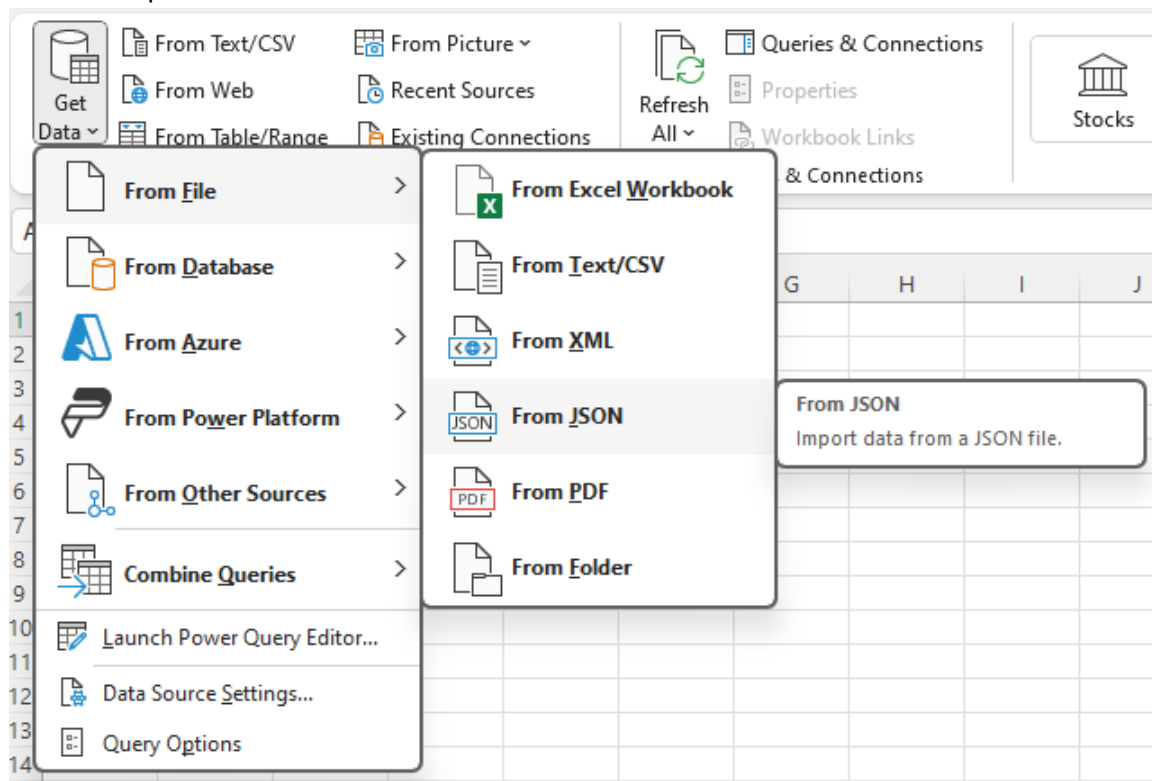 From Text/CSV
From Picture
Queries & Connections
From Web
Recent Sources
Properties
Get
Data
From Table/Range
Existing Connections
Refresh
All
Workbook Links
Stocks
& Connections
From File
From Database
From Azure
From Power Platform
From Other Sources
Combine Queries
Launch Power Query Editor...
Data Source Settings...
Query Options
From Excel Workbook
From Text/CSV
From XML
JSON
From JSON
PDF
From PDF
From Folder
From JSON
Import data from a JSON file.
G H I J
1
2
3
4
5
6
7
8
9
10
11
12
13
14